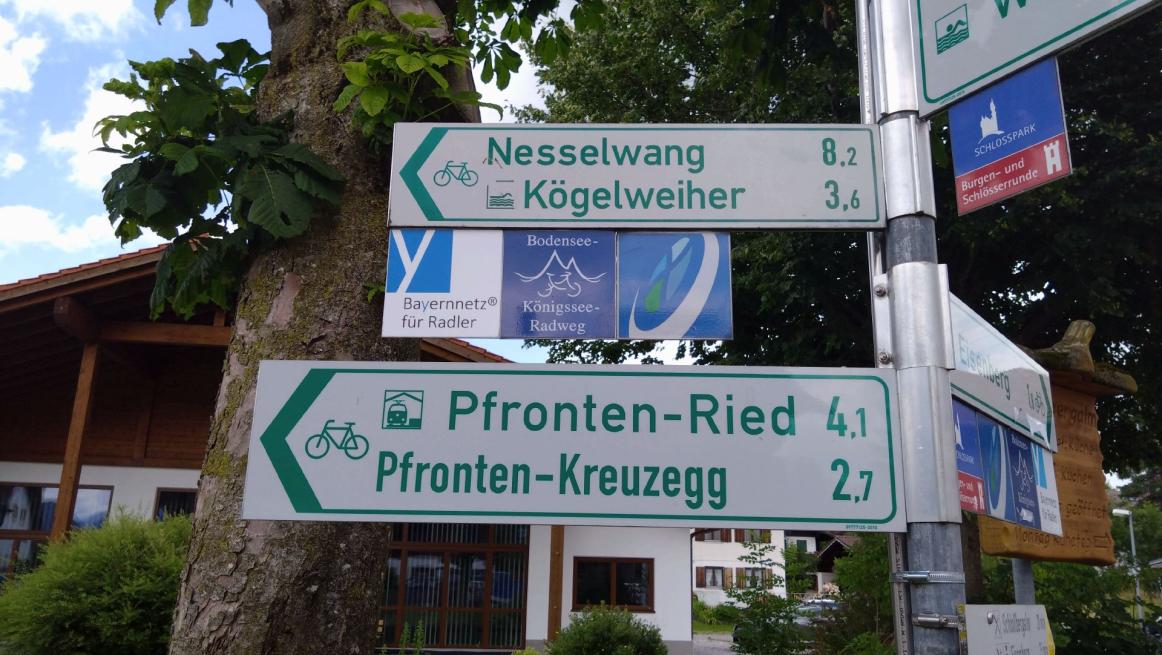 W
SCHLOSSPARK
Burgen- und
Schlösserrunde
Nesselwang 8,2
Kögelweiher 3,6
Bayernnetz®
für Radler
Bodensee-
Königssee-
Radweg
Pfronten-Ried 4,1
Pfronten-Kreuzegg 2,7
Eisenberg